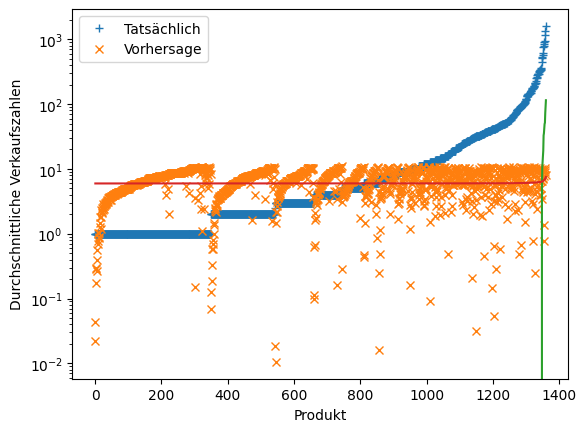 Tatsächlich
Vorhersage
Durchschnittliche Verkaufszahlen
10³
10²
10¹
10⁰
10⁻¹
10⁻²
0 200 400 600 800 1000 1200 1400
Produkt